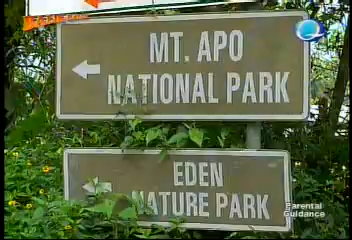 MT. APO
NATIONAL PARK
EDEN
NATURE PARK
Parental
Guidance